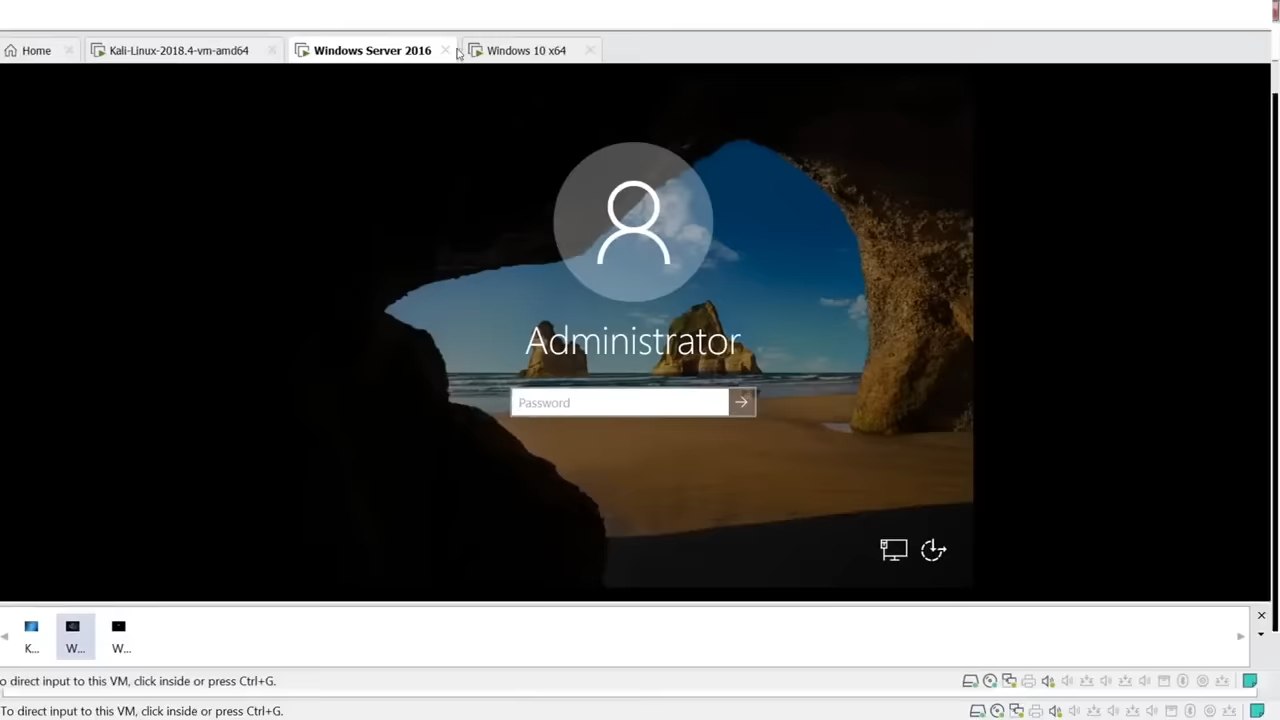 Home
Kali-Linux-2018.4-vm-amd64
Windows Server 2016
Windows 10 x64
Administrator
Password
K...
W...
W...
o direct input to this VM, click inside or press Ctrl+G.
To direct input to this VM, click inside or press Ctrl+G.